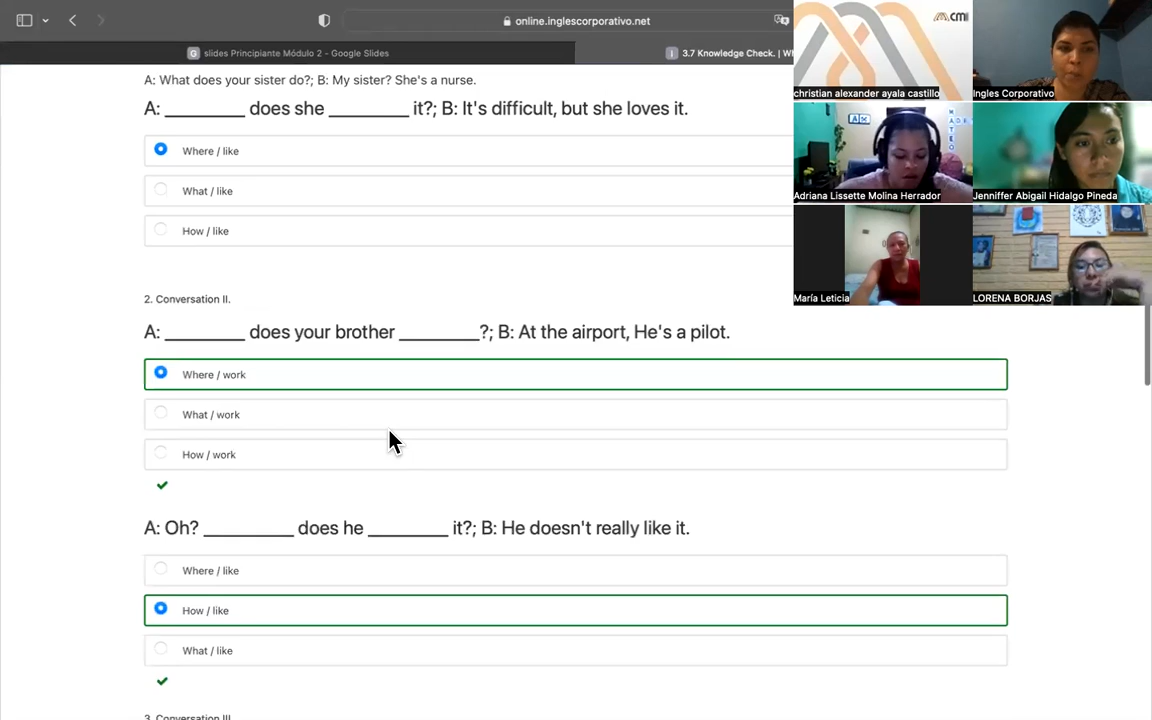 online.inglescorporativo.net
slides Principiante Módulo 2 - Google Slides
3.7 Knowledge Check. | Wh
CMI
christian alexander ayala castillo
Ingles Corporativo
Adriana Lissette Molina Herrador
Jenniffer Abigail Hidalgo Pineda
María Leticia
LORENA BORJAS
A: What does your sister do?; B: My sister? She's a nurse.
A: _________ does she _________ it?; B: It's difficult, but she loves it.
Where / like
What / like
How / like
2. Conversation II.
A: _________ does your brother _________?; B: At the airport, He's a pilot.
Where / work
What / work
How / work
A: Oh? __________ does he _________ it?; B: He doesn't really like it.
Where / like
How / like
What / like
3. Conversation III.